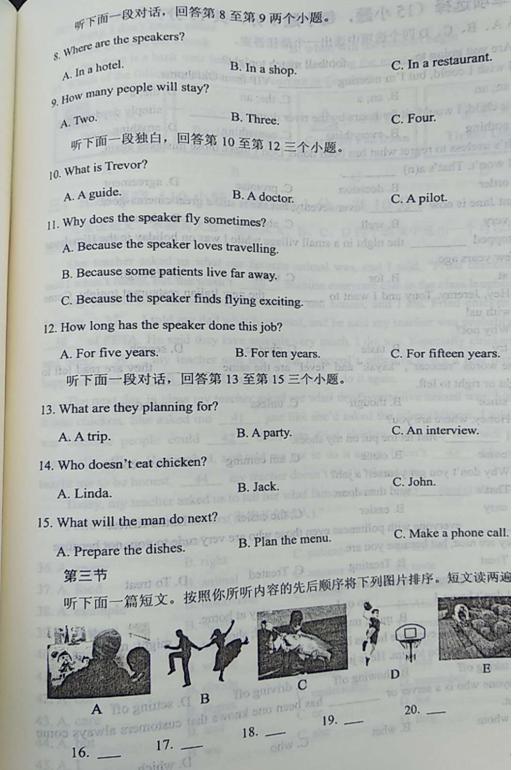 听下面一段对话，回答第 8 至第 9 两个小题。
8. Where are the speakers?
A. In a hotel. B. In a shop. C. In a restaurant.
9. How many people will stay?
A. Two. B. Three. C. Four.
听下面一段独白，回答第 10 至第 12 三个小题。
10. What is Trevor?
A. A guide. B. A doctor. C. A pilot.
11. Why does the speaker fly sometimes?
A. Because the speaker loves travelling.
B. Because some patients live far away.
C. Because the speaker finds flying exciting.
12. How long has the speaker done this job?
A. For five years. B. For ten years. C. For fifteen years.
听下面一段对话，回答第 13 至第 15 三个小题。
13. What are they planning for?
A. A trip. B. A party. C. An interview.
14. Who doesn't eat chicken?
A. Linda. B. Jack. C. John.
15. What will the man do next?
A. Prepare the dishes. B. Plan the menu. C. Make a phone call.
第三节
听下面一篇短文。按照你所听内容的先后顺序将下列图片排序。短文读两遍
A B C D E
16. ___ 17. ___ 18. ___ 19. ___ 20. ___